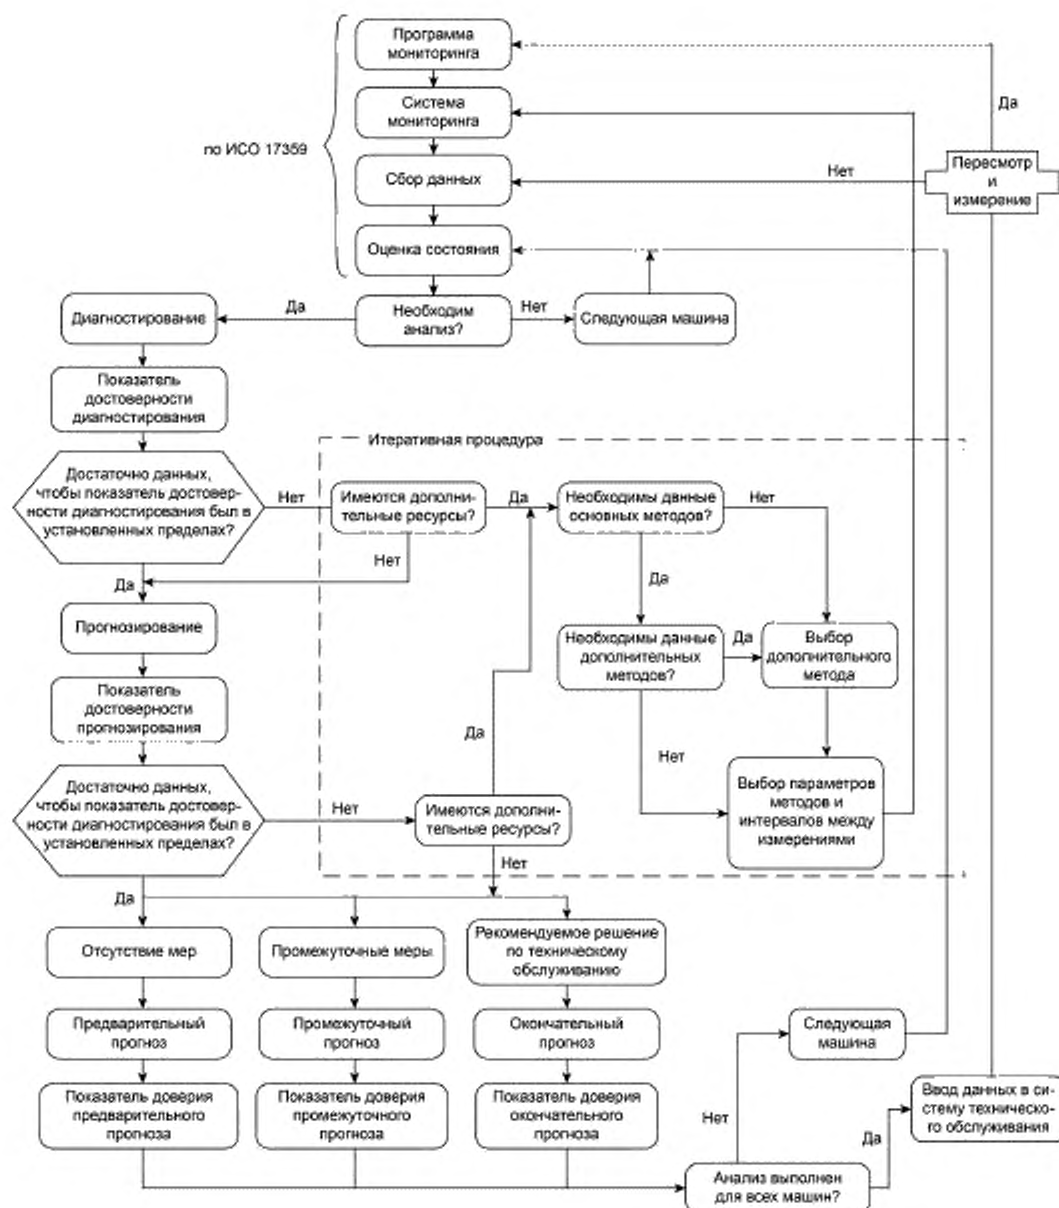 Программа
мониторинга
Да
Система
мониторинга
по ИСО 17359
Пересмотр
и
измерение
Нет
Сбор данных
Оценка состояния
Да
Необходим
анализ?
Нет
Следующая машина
Диагностирование
Показатель
достоверности
диагностирования
Итеративная процедура
Достаточно данных,
чтобы показатель достовер-
ности диагностирования был в
установленных пределах?
Нет
Имеются дополни-
тельные ресурсы?
Да
Необходимы данные
основных методов?
Нет
Нет
Да
Да
Прогнозирование
Необходимы данные
дополнительных
методов?
Да
Выбор
дополнительного
метода
Показатель
достоверности
прогнозирования
Да
Нет
Достаточно данных,
чтобы показатель достовер-
ности диагностирования был в
установленных пределах?
Нет
Имеются дополни-
тельные ресурсы?
Выбор параметров
методов и
интервалов между
измерениями
Нет
Да
Отсутствие мер
Промежуточные меры
Рекомендуемое решение
по техническому
обслуживанию
Предварительный
прогноз
Промежуточный
прогноз
Окончательный
прогноз
Следующая
машина
Показатель доверия
предварительного
прогноза
Показатель доверия
промежуточного
прогноза
Показатель доверия
окончательного
прогноза
Нет
Да
Ввод данных в си-
стему техническо-
го обслуживания
Анализ выполнен
для всех машин?